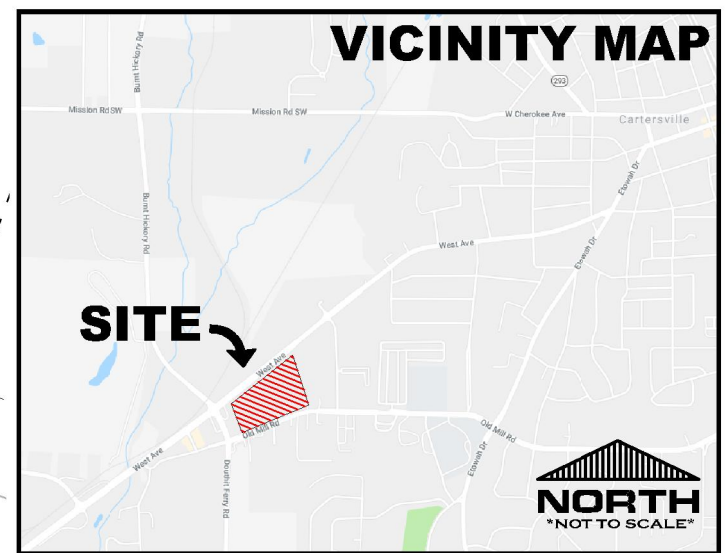 VICINITY MAP
Burnt Hickory Rd
293
Mission Rd SW
Mission Rd SW
W Cherokee Ave
Cartersville
Etowah Dr
Burnt Hickory Rd
West Ave
Etowah Dr
SITE
West Ave
Old Mill Rd
Old Mill Rd
West Ave
Douthit Ferry Rd
Etowah Dr
NORTH
*NOT TO SCALE*